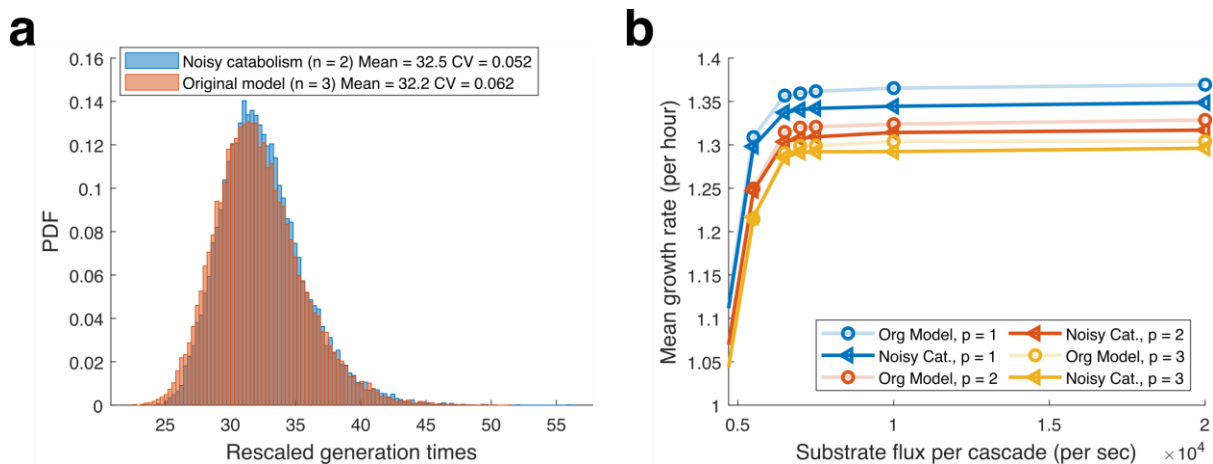 a
Noisy catabolism (n = 2) Mean = 32.5 CV = 0.052
Original model (n = 3) Mean = 32.2 CV = 0.062
0.16
0.14
0.12
0.1
0.08
0.06
0.04
0.02
0
PDF
25 30 35 40 45 50 55
Rescaled generation times
b
1.4
1.35
1.3
1.25
1.2
1.15
1.1
1.05
1
Mean growth rate (per hour)
Org Model, p = 1
Noisy Cat., p = 1
Org Model, p = 2
Noisy Cat., p = 2
Org Model, p = 3
Noisy Cat., p = 3
0.5 1 1.5 2
Substrate flux per cascade (per sec) × 10⁴